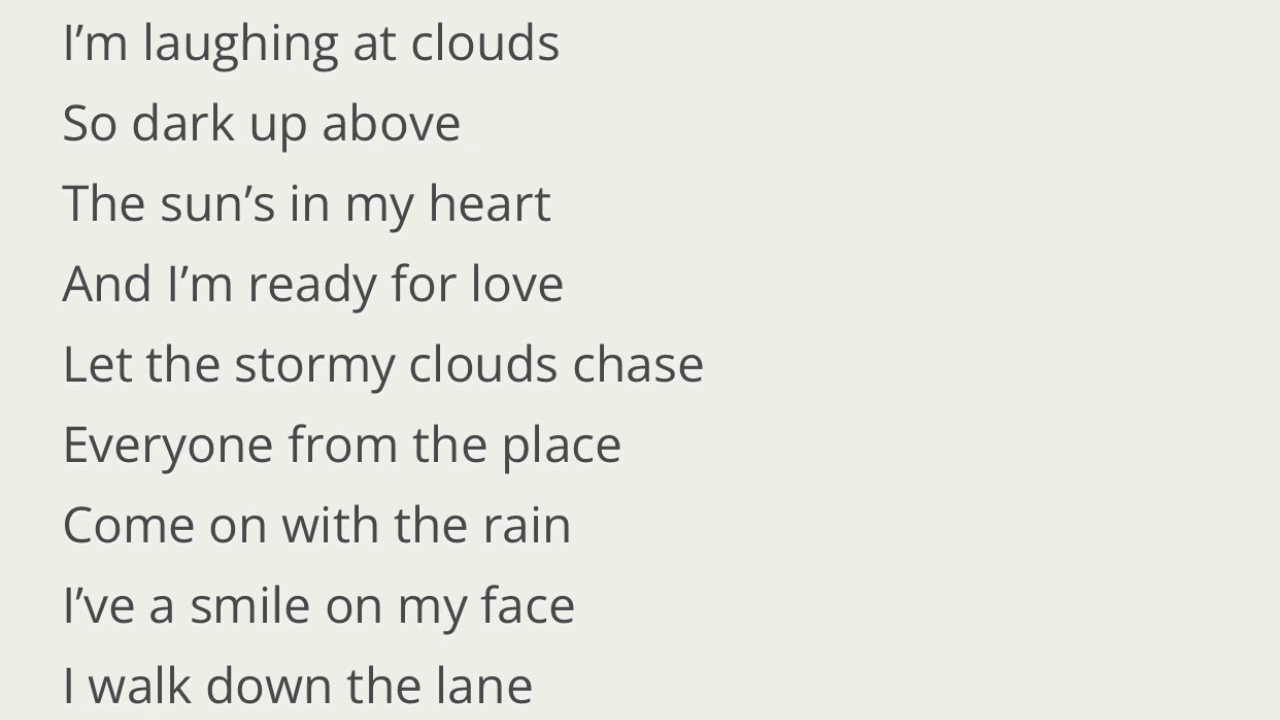 I'm laughing at clouds
So dark up above
The sun's in my heart
And I'm ready for love
Let the stormy clouds chase
Everyone from the place
Come on with the rain
I've a smile on my face
I walk down the lane